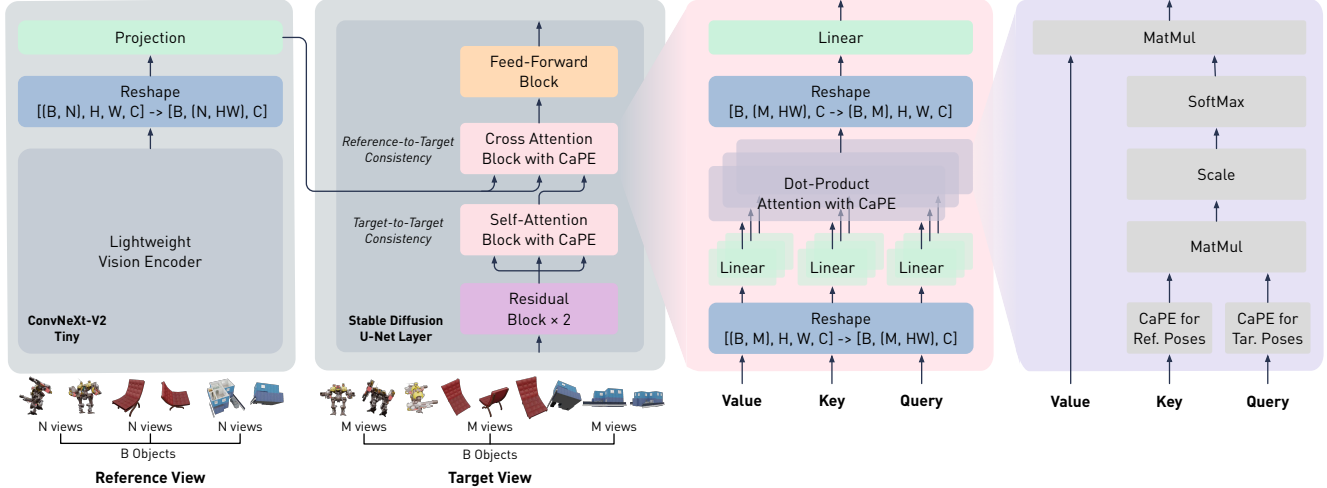 Projection
Reshape
[(B, N), H, W, C] -> [B, (N, HW), C]
Lightweight
Vision Encoder
ConvNeXt-V2
Tiny
N views
N views
N views
B Objects
Reference View
Feed-Forward
Block
Reference-to-Target
Consistency
Cross Attention
Block with CaPE
Target-to-Target
Consistency
Self-Attention
Block with CaPE
Residual
Block × 2
Stable Diffusion
U-Net Layer
M views
M views
M views
B Objects
Target View
Linear
Reshape
[B, (M, HW), C -> (B, M), H, W, C]
Dot-Product
Attention with CaPE
Linear
Linear
Linear
Reshape
[(B, M), H, W, C] -> [B, (M, HW), C]
Value
Key
Query
MatMul
SoftMax
Scale
MatMul
CaPE for
Ref. Poses
CaPE for
Tar. Poses
Value
Key
Query